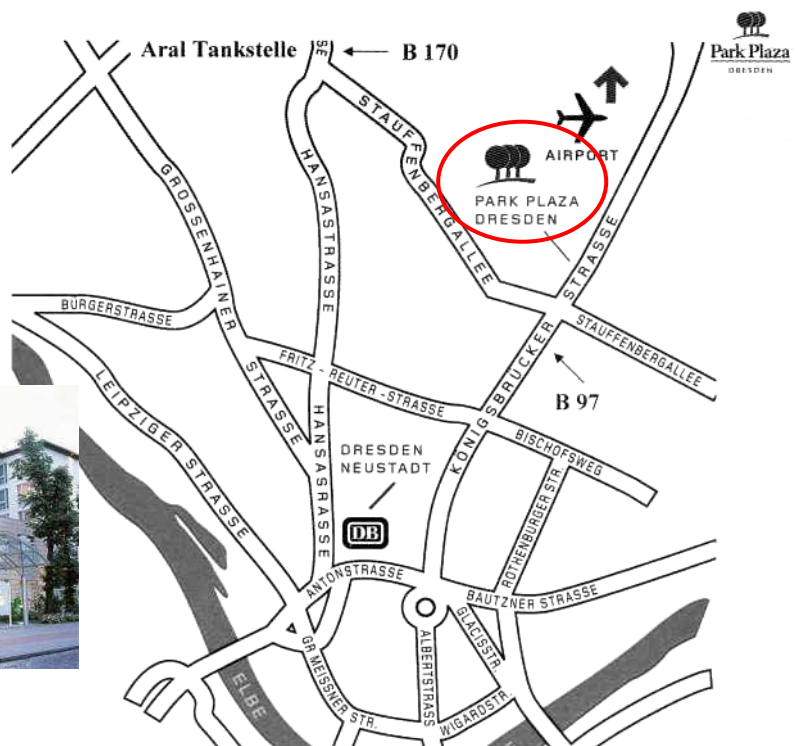 Aral Tankstelle
SE
B 170
Park Plaza
DRESDEN
STAUFFENBERGALLEE
AIRPORT
PARK PLAZA
DRESDEN
GROSSENHAINER STRASSE
HANSASTRASSE
KÖNIGSBRÜCKER STRASSE
STAUFFENBERGALLEE
BÜRGERSTRASSE
FRITZ-REUTER-STRASSE
B 97
LEIPZIGER STRASSE
HANSASRASSE
DRESDEN
NEUSTADT
BISCHOFSWEG
DB
ROTHENBURGER STR.
ANTONSTRASSE
BAUTZNER STRASSE
GLACISSTR.
ALBERTSTRASS
GR MEISSNER STR.
WIGARDSTR.
ELBE